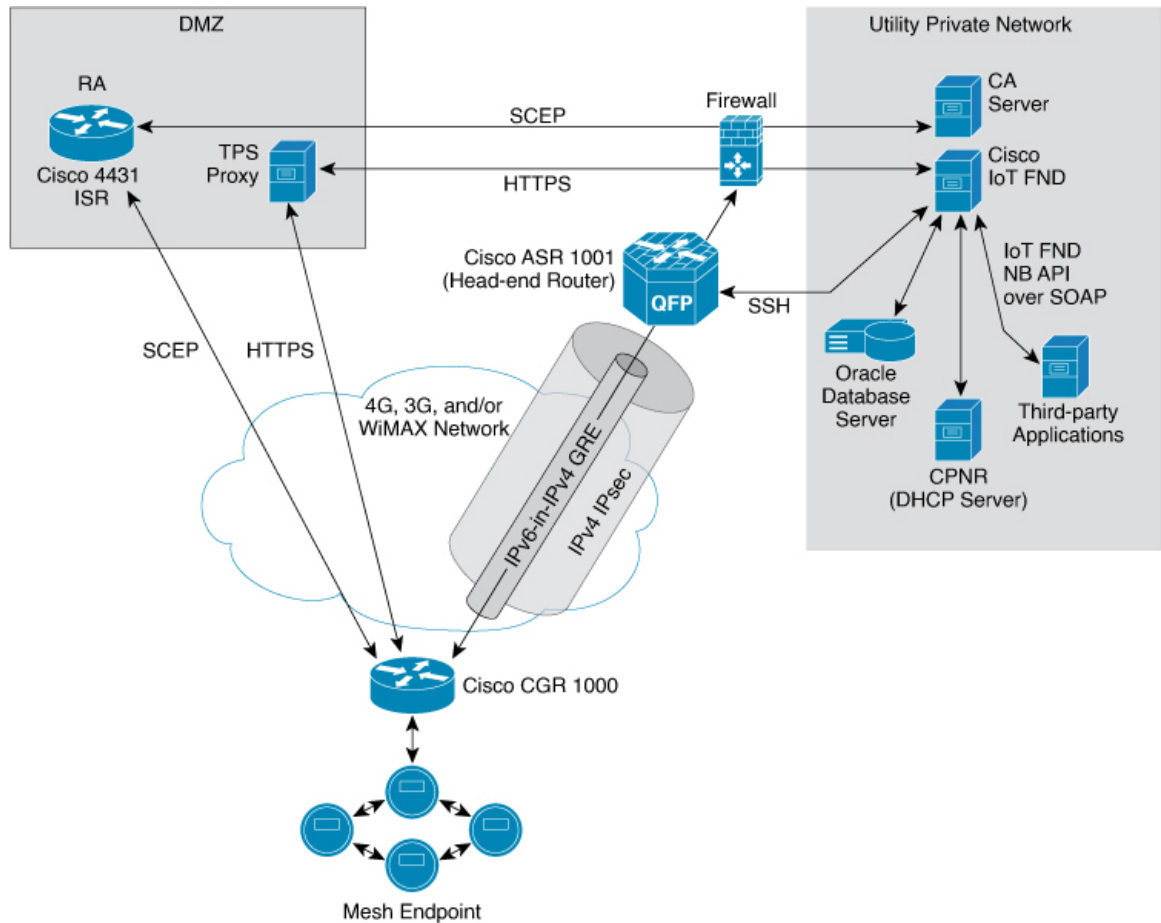 DMZ
Utility Private Network
RA
Cisco 4431
ISR
TPS
Proxy
SCEP
HTTPS
Firewall
CA
Server
Cisco
IoT FND
Cisco ASR 1001
(Head-end Router)
QFP
SSH
IoT FND
NB API
over SOAP
Oracle
Database
Server
Third-party
Applications
CPNR
(DHCP Server)
SCEP
HTTPS
4G, 3G, and/or
WiMAX Network
IPv6-in-IPv4 GRE
IPv4 IPsec
Cisco CGR 1000
Mesh Endpoint